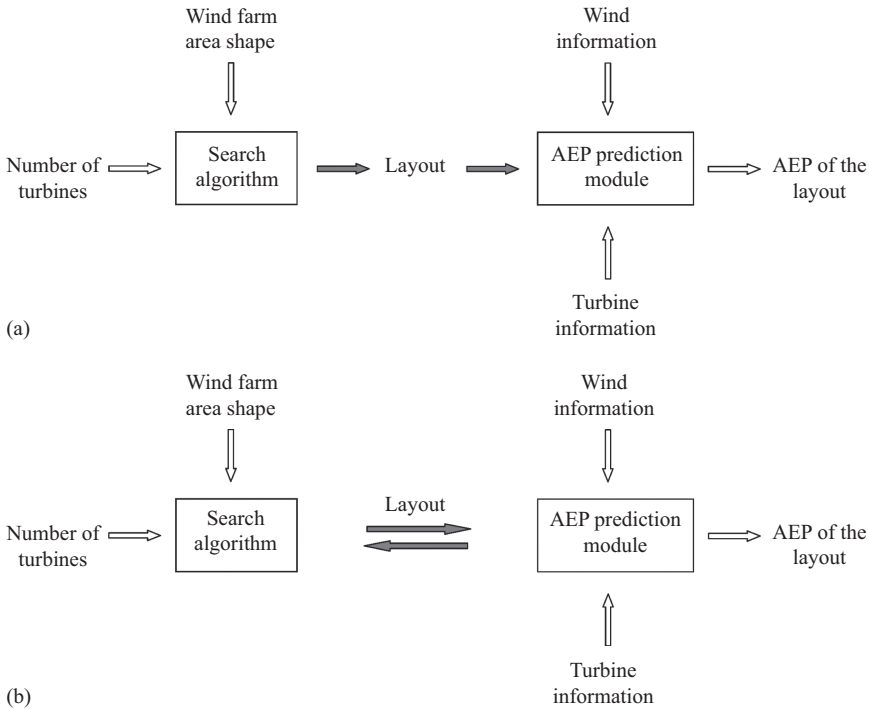 Wind farm
area shape
Wind
information
Number of
turbines
Search
algorithm
Layout
AEP prediction
module
AEP of the
layout
Turbine
information
(a)
Wind farm
area shape
Wind
information
Number of
turbines
Search
algorithm
Layout
AEP prediction
module
AEP of the
layout
Turbine
information
(b)